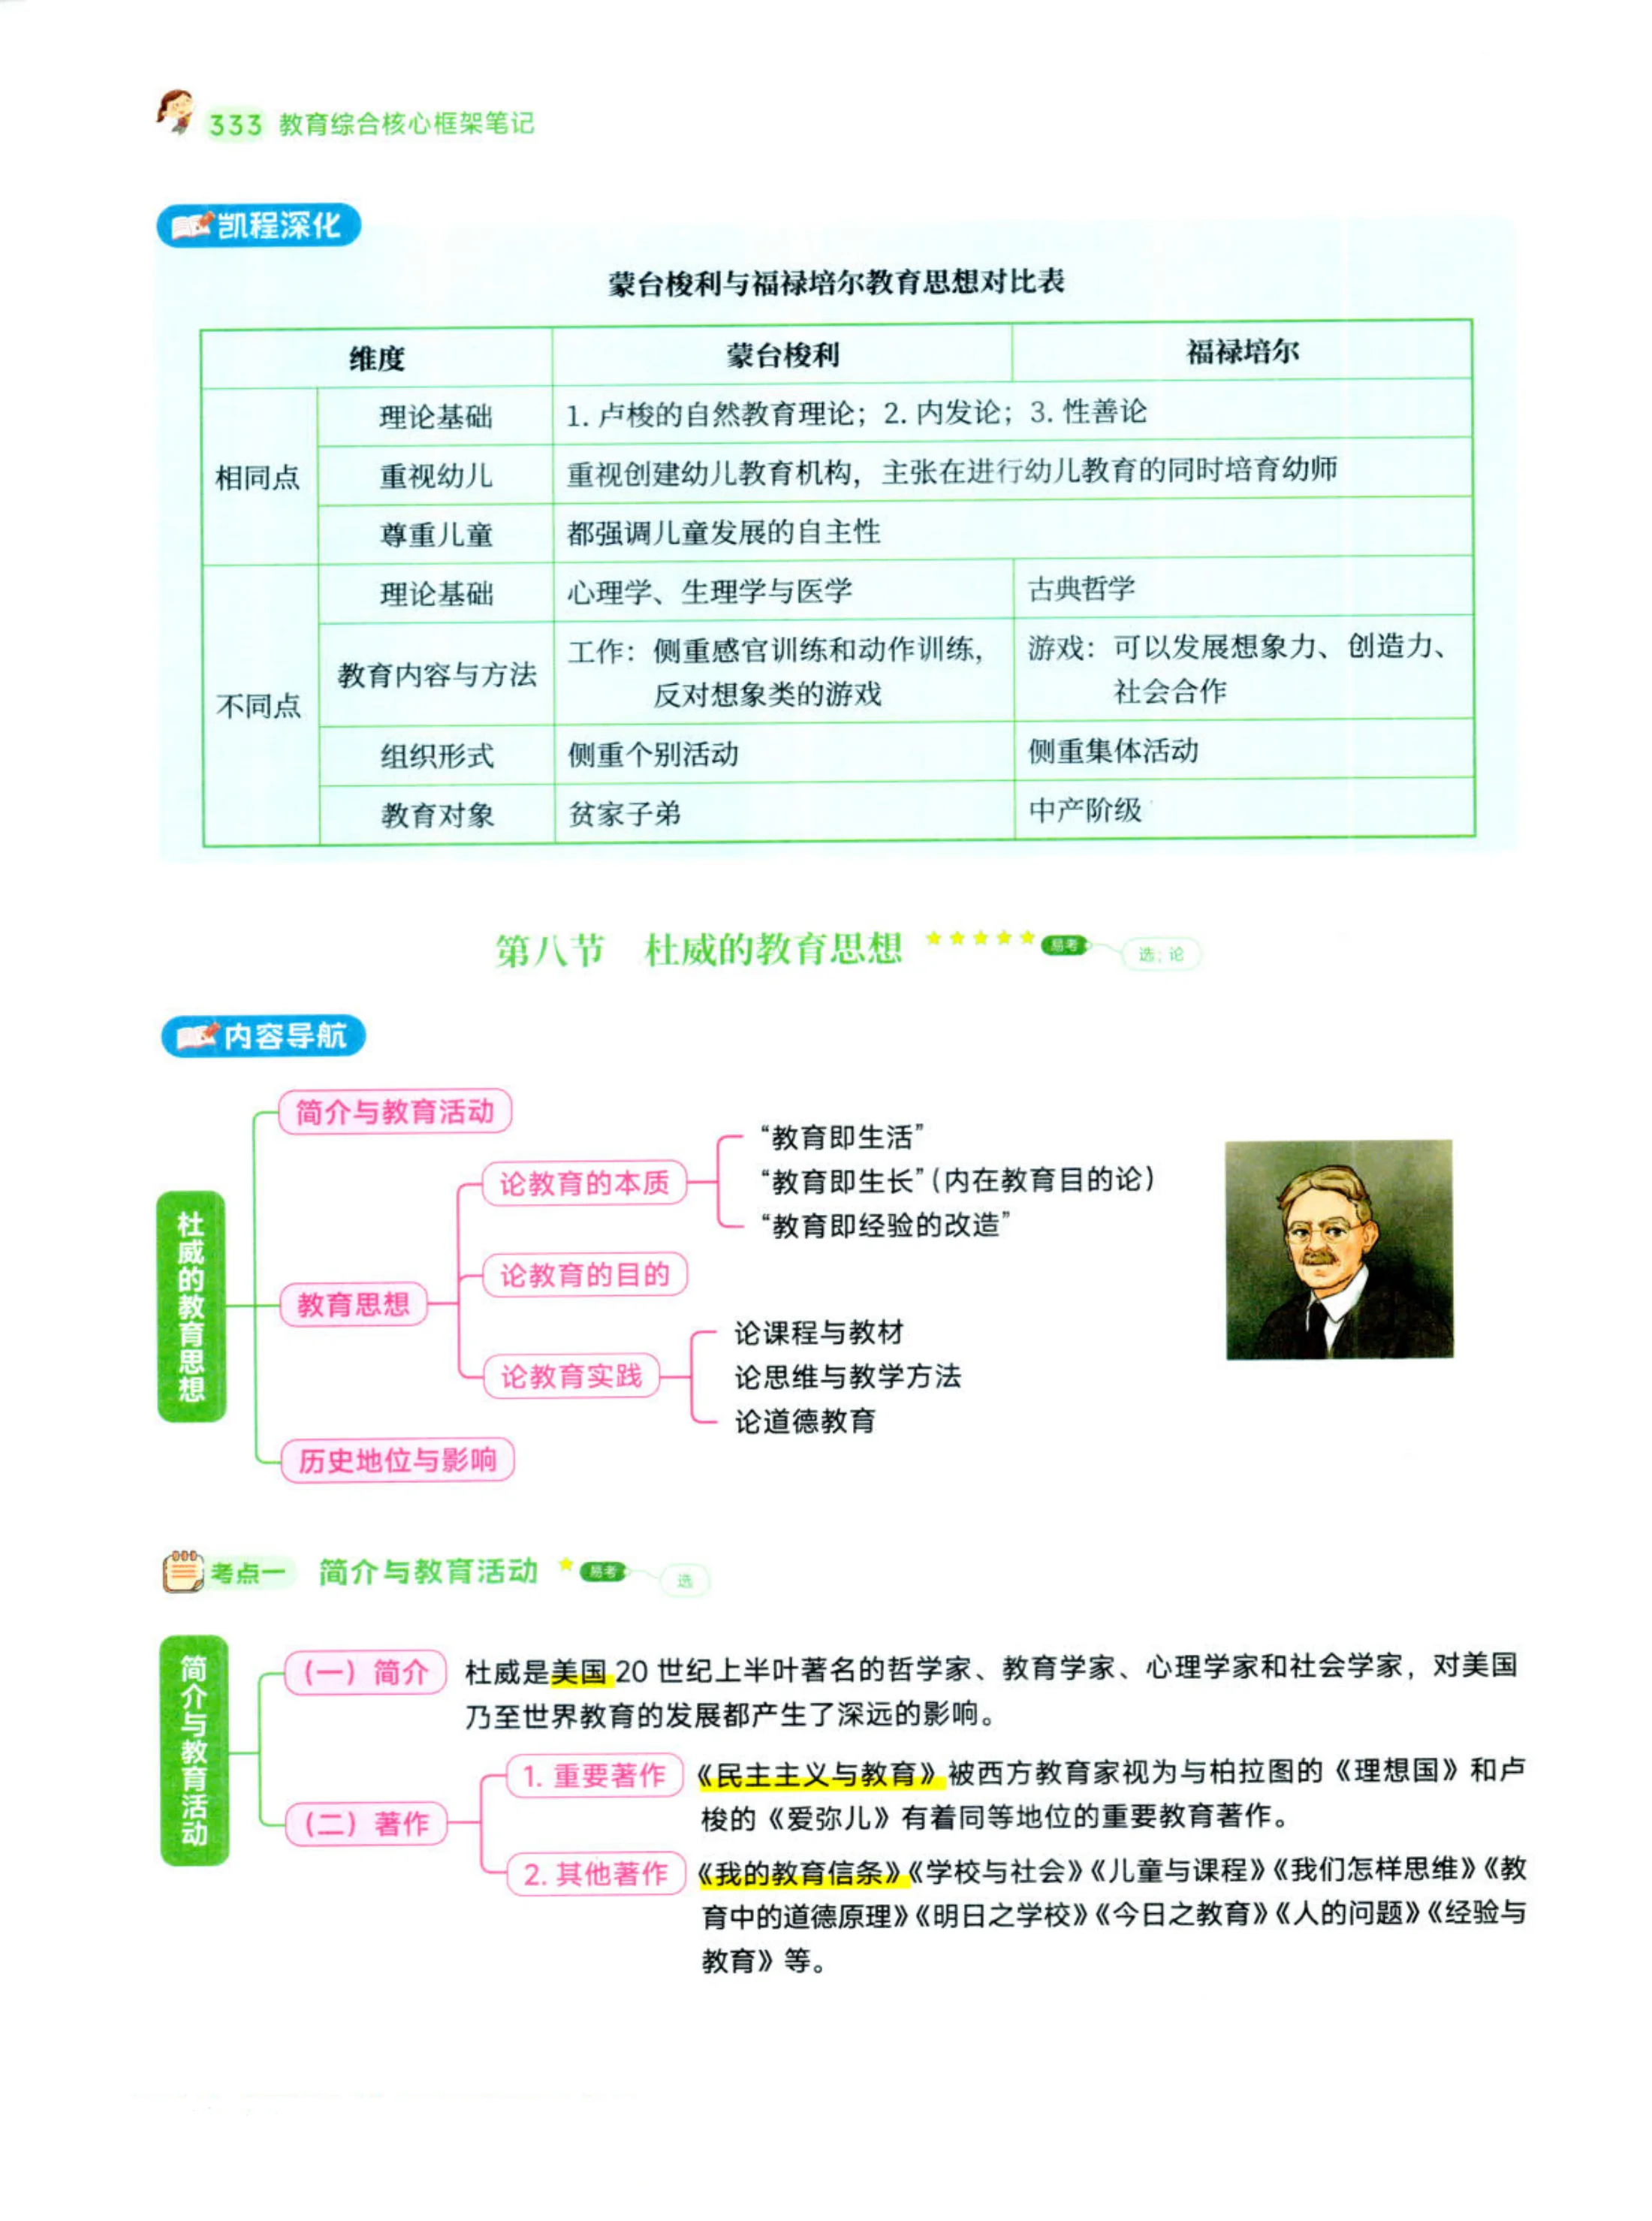 333 教育综合核心框架笔记
凯程深化
蒙台梭利与福禄培尔教育思想对比表
维度 蒙台梭利 福禄培尔
相同点
理论基础 1. 卢梭的自然教育理论；2. 内发论；3. 性善论
重视幼儿 重视创建幼儿教育机构，主张在进行幼儿教育的同时培育幼师
尊重儿童 都强调儿童发展的自主性
不同点
理论基础 心理学、生理学与医学 古典哲学
教育内容与方法
工作：侧重感官训练和动作训练，
反对想象类的游戏
游戏：可以发展想象力、创造力、
社会合作
组织形式 侧重个别活动 侧重集体活动
教育对象 贫家子弟 中产阶级
第八节 杜威的教育思想 易考 选；论
内容导航
杜威的教育思想
简介与教育活动
教育思想
论教育的本质
“教育即生活”
“教育即生长”（内在教育目的论）
“教育即经验的改造”
论教育的目的
论教育实践
论课程与教材
论思维与教学方法
论道德教育
历史地位与影响
考点一 简介与教育活动 易考 选
简介与教育活动
（一）简介 杜威是美国 20 世纪上半叶著名的哲学家、教育学家、心理学家和社会学家，对美国
乃至世界教育的发展都产生了深远的影响。
（二）著作
1. 重要著作 《民主主义与教育》被西方教育家视为与柏拉图的《理想国》和卢
梭的《爱弥儿》有着同等地位的重要教育著作。
2. 其他著作 《我的教育信条》《学校与社会》《儿童与课程》《我们怎样思维》《教
育中的道德原理》《明日之学校》《今日之教育》《人的问题》《经验与
教育》等。